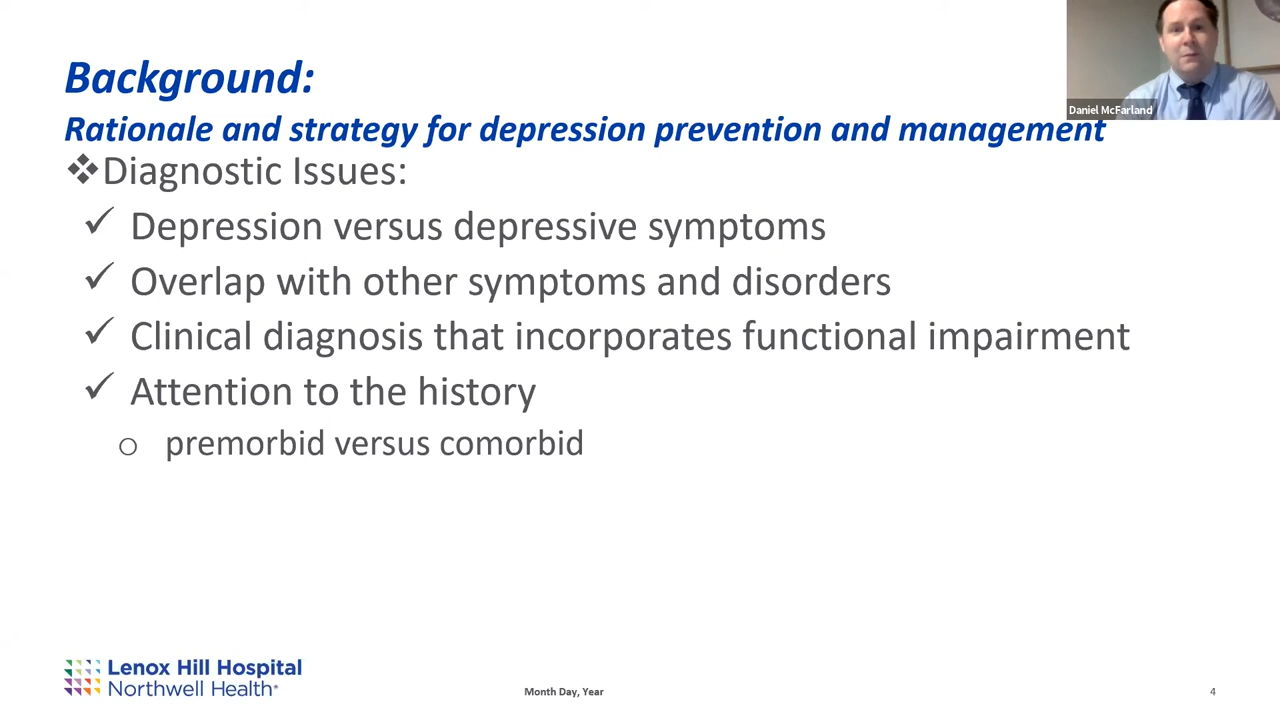 Background:
Rationale and strategy for depression prevention and management
❖Diagnostic Issues:
✓ Depression versus depressive symptoms
✓ Overlap with other symptoms and disorders
✓ Clinical diagnosis that incorporates functional impairment
✓ Attention to the history
o premorbid versus comorbid
Daniel McFarland
Lenox Hill Hospital
Northwell Health
Month Day, Year
4